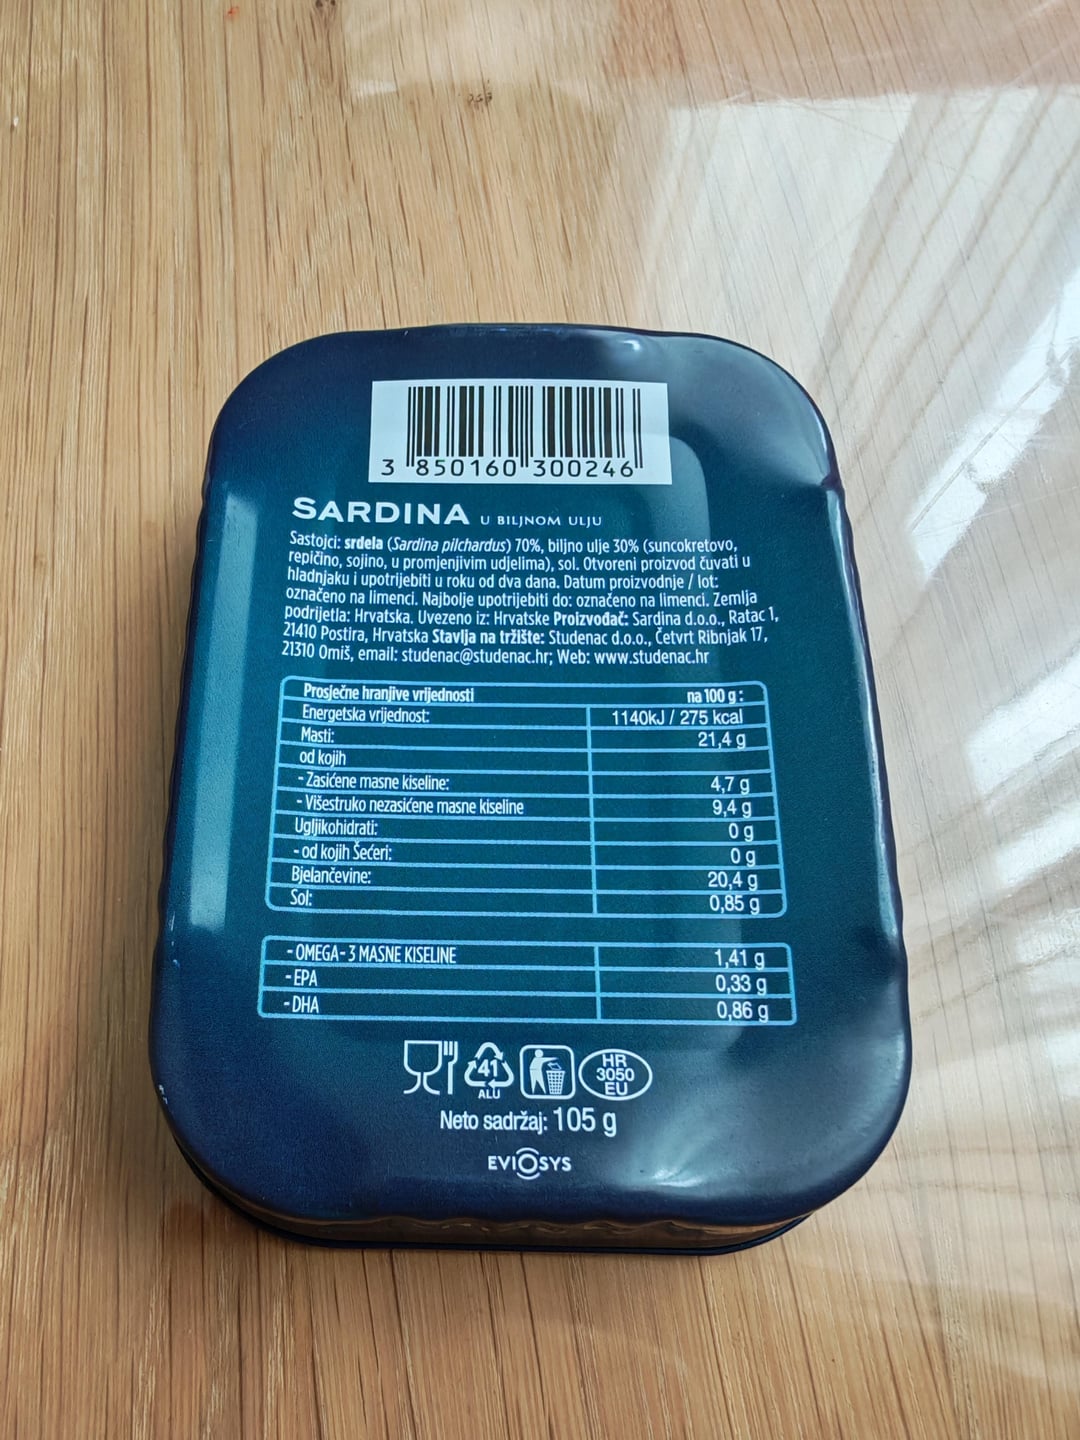 3 850160 300246
SARDINA U BILJNOM ULJU
Sastojci: srdela (Sardina pilchardus) 70%, biljno ulje 30% (suncokretovo,
repičino, sojino, u promjenjivim udjelima), sol. Otvoreni proizvod čuvati u
hladnjaku i upotrijebiti u roku od dva dana. Datum proizvodnje / lot:
označeno na limenci. Najbolje upotrijebiti do: označeno na limenci. Zemlja
podrijetla: Hrvatska. Uvezeno iz: Hrvatske Proizvođač: Sardina d.o.o., Ratac 1,
21410 Postira, Hrvatska Stavlja na tržište: Studenac d.o.o., Četvrt Ribnjak 17,
21310 Omiš, email: studenac@studenac.hr; Web: www.studenac.hr
Prosječne hranjive vrijednosti na 100 g :
Energetska vrijednost: 1140kJ / 275 kcal
Masti: 21,4 g
od kojih
- Zasićene masne kiseline: 4,7 g
- Višestruko nezasićene masne kiseline 9,4 g
Ugljikohidrati: 0 g
- od kojih Šećeri: 0 g
Bjelančevine: 20,4 g
Sol: 0,85 g
- OMEGA- 3 MASNE KISELINE 1,41 g
- EPA 0,33 g
- DHA 0,86 g
41
ALU
HR
3050
EU
Neto sadržaj: 105 g
EVIOSYS